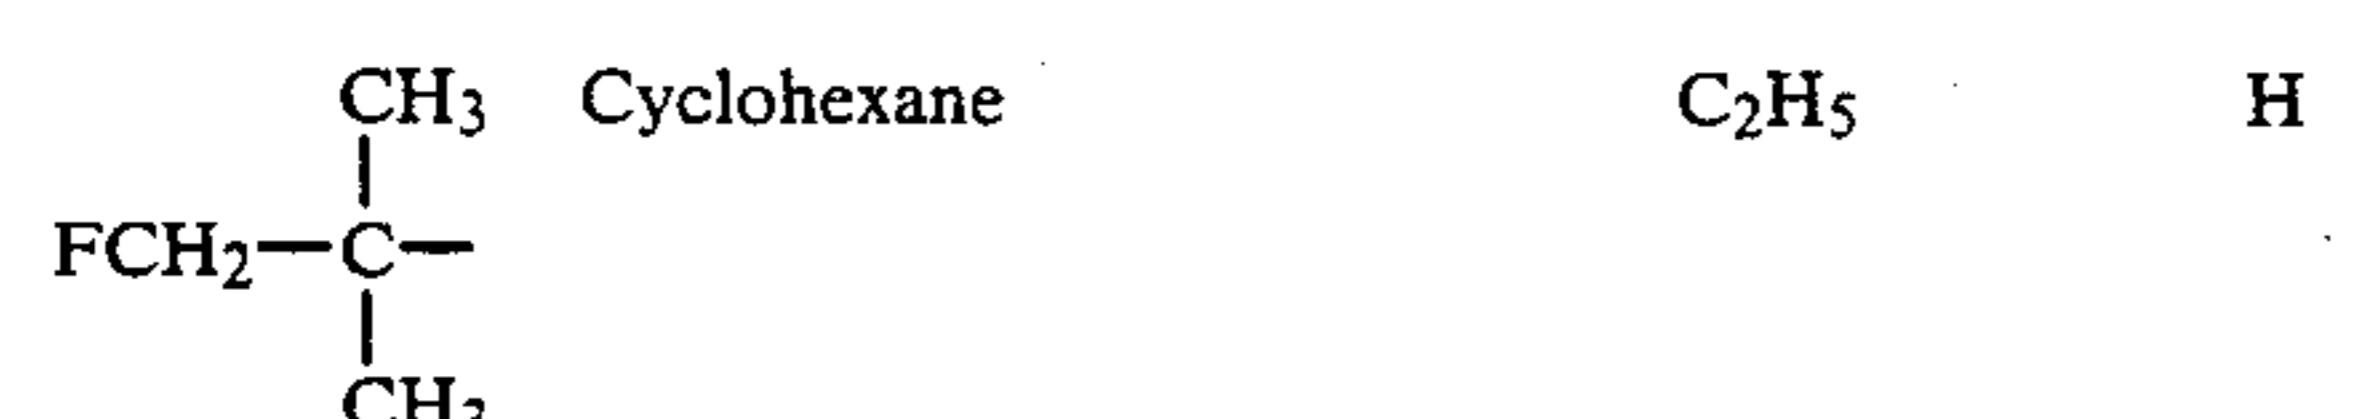 CH₃ Cyclohexane C₂H₅ H
FCH₂—C—
CH₃